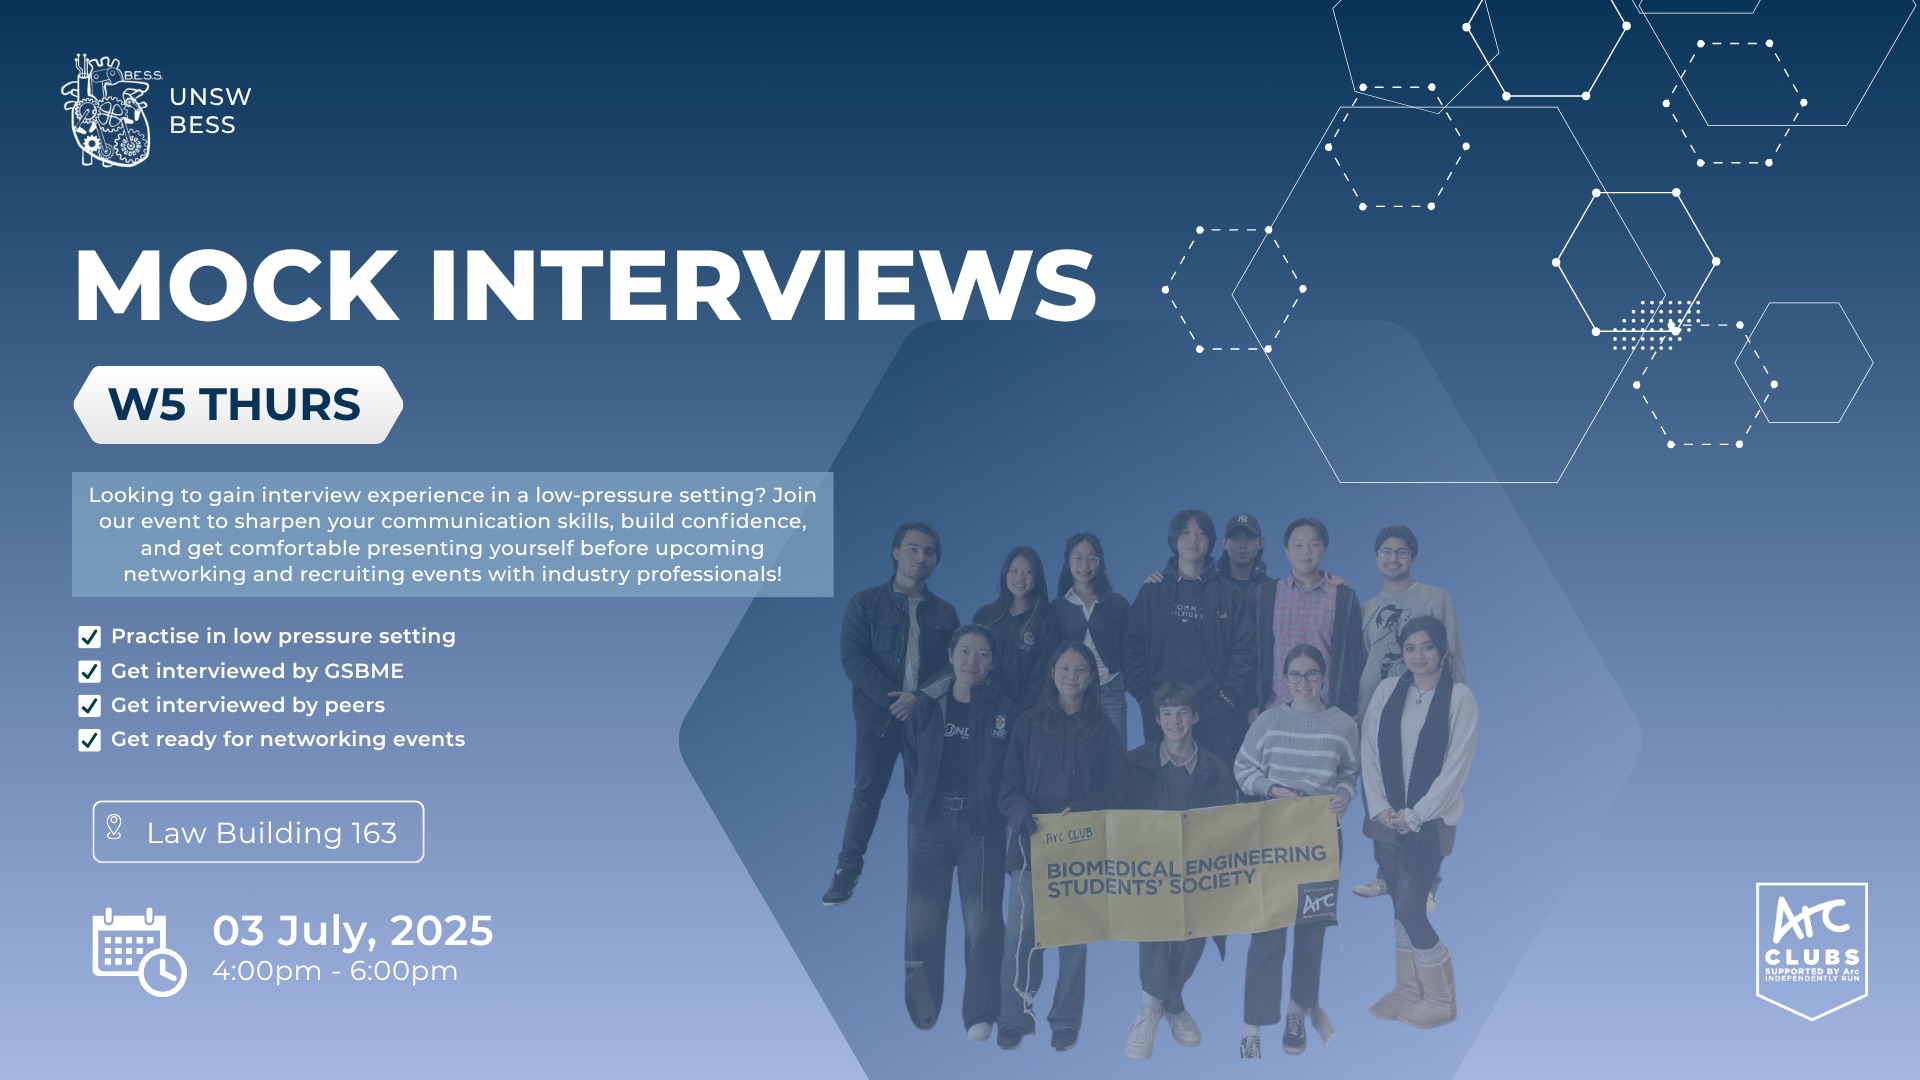 B.E.S.S.
UNSW
BESS
MOCK INTERVIEWS
W5 THURS
Looking to gain interview experience in a low-pressure setting? Join
our event to sharpen your communication skills, build confidence,
and get comfortable presenting yourself before upcoming
networking and recruiting events with industry professionals!
Practise in low pressure setting
Get interviewed by GSBME
Get interviewed by peers
Get ready for networking events
Law Building 163
03 July, 2025
4:00pm - 6:00pm
Arc CLUB
BIOMEDICAL ENGINEERING
STUDENTS' SOCIETY
Arc
Arc
CLUBS
SUPPORTED BY Arc
INDEPENDENTLY RUN